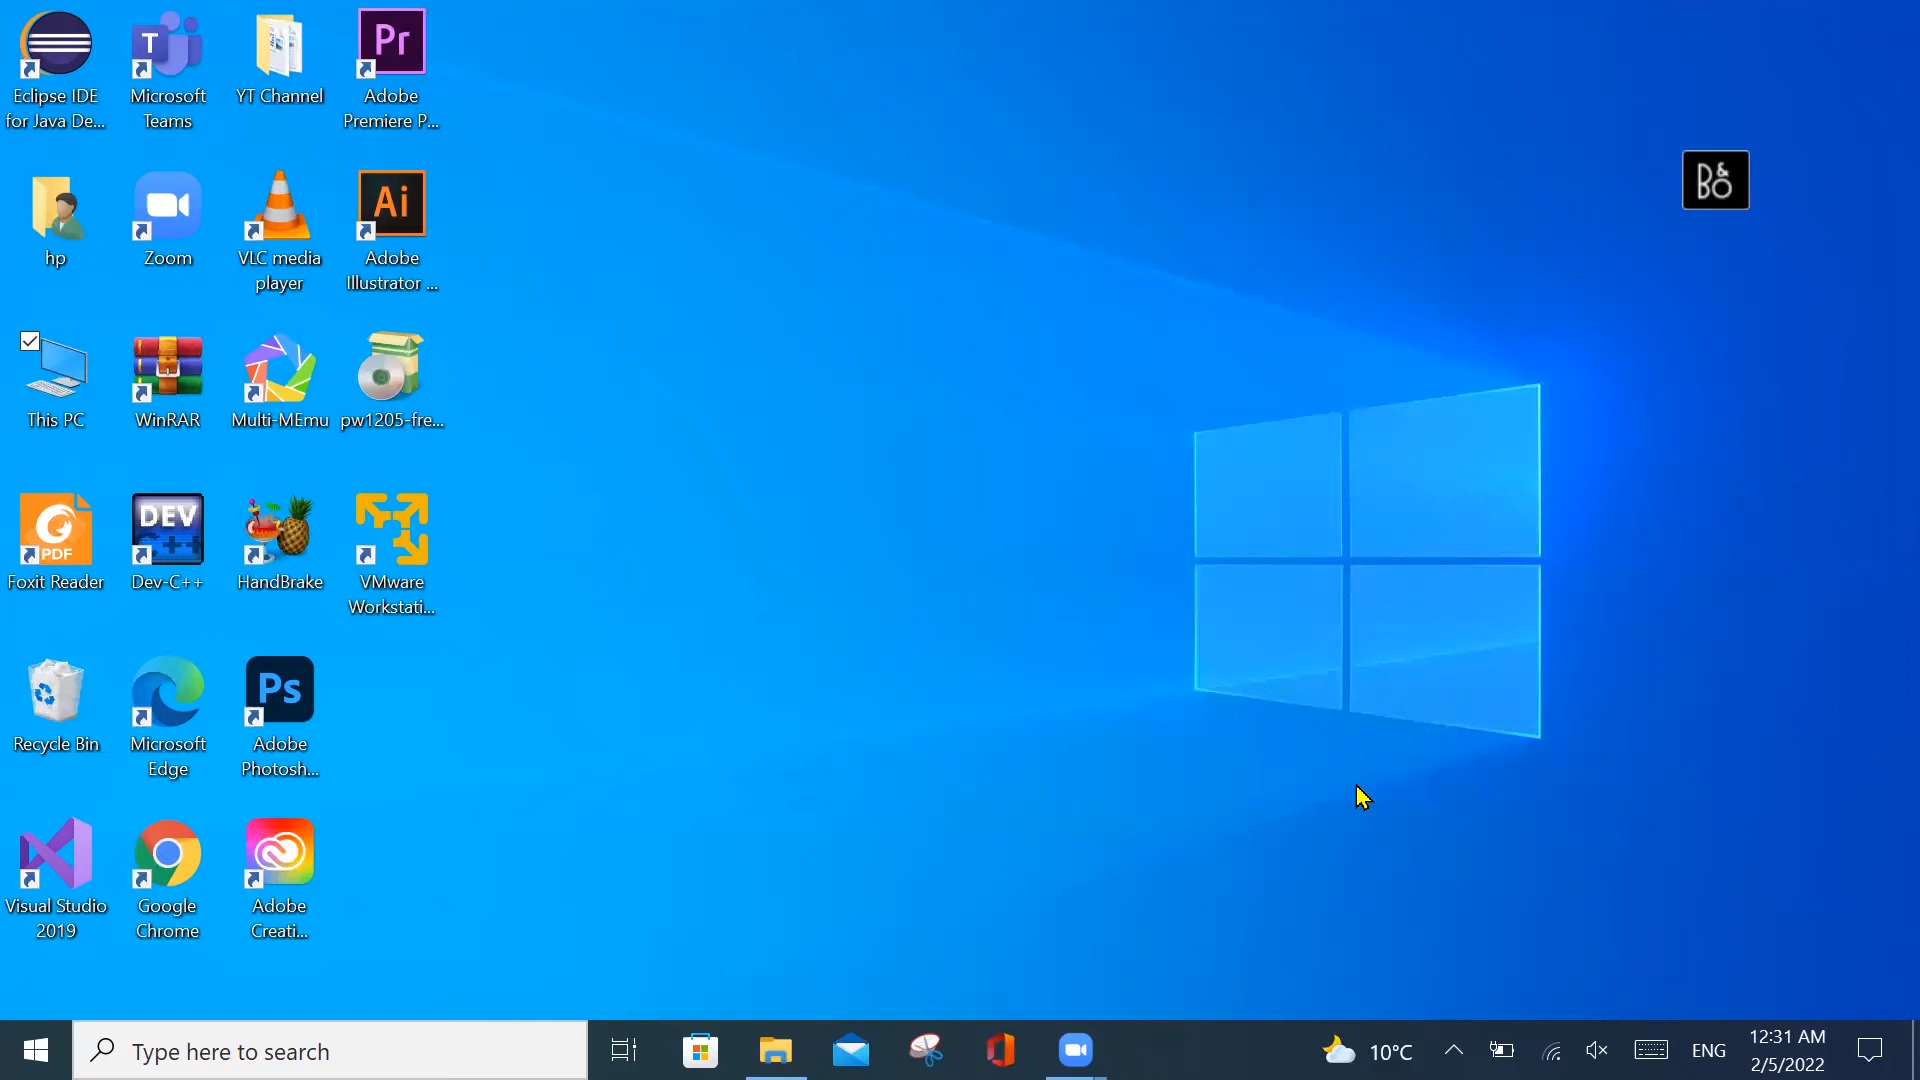 Eclipse IDE
for Java De...
Microsoft
Teams
YT Channel
Pr
Adobe
Premiere P...
B&O
hp
Zoom
VLC media
player
Ai
Adobe
Illustrator ...
This PC
WinRAR
Multi-MEmu
pw1205-fre...
PDF
Foxit Reader
DEV
C++
Dev-C++
HandBrake
VMware
Workstati...
Recycle Bin
Microsoft
Edge
Ps
Adobe
Photosh...
Visual Studio
2019
Google
Chrome
Adobe
Creati...
Type here to search
10°C
ENG
12:31 AM
2/5/2022